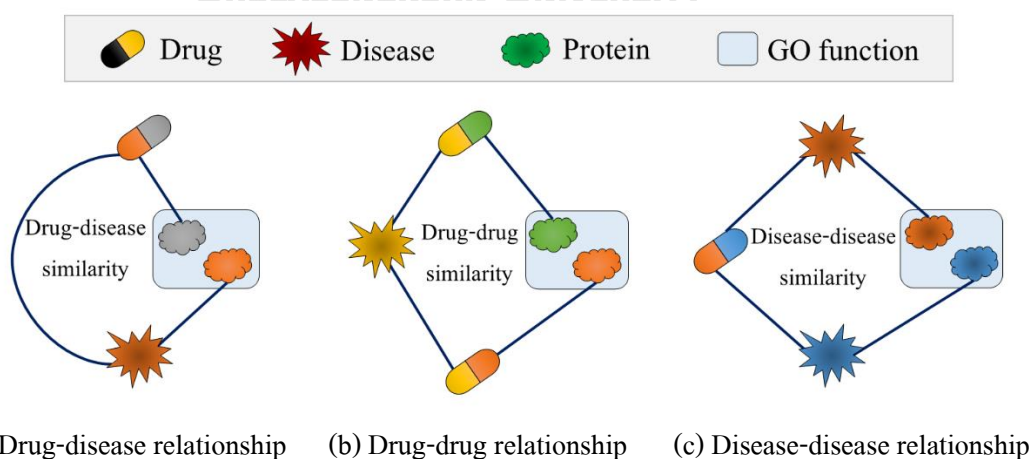 Drug Disease Protein GO function
Drug-disease
similarity
Drug-drug
similarity
Disease-disease
similarity
Drug-disease relationship (b) Drug-drug relationship (c) Disease-disease relationship